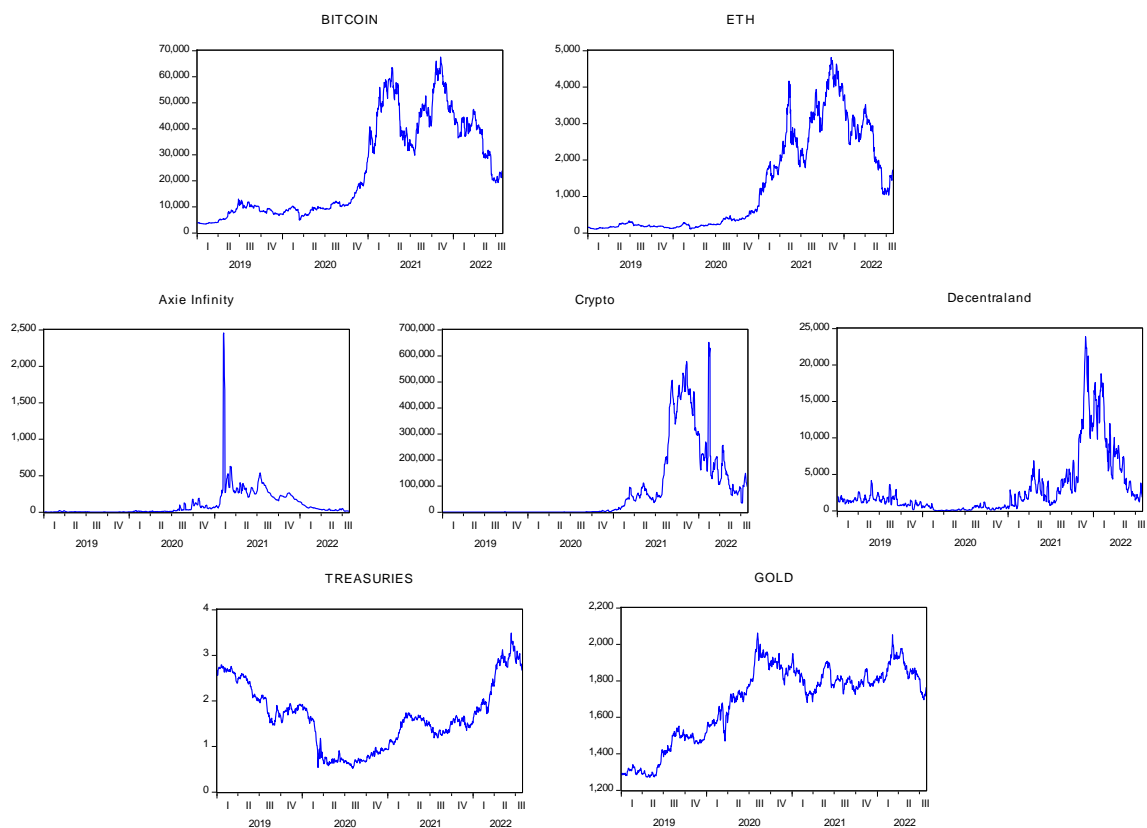 BITCOIN
70,000
60,000
50,000
40,000
30,000
20,000
10,000
0
I II III IV I II III IV I II III IV I II III
2019 2020 2021 2022
ETH
5,000
4,000
3,000
2,000
1,000
0
I II III IV I II III IV I II III IV I II III
2019 2020 2021 2022
Axie Infinity
2,500
2,000
1,500
1,000
500
0
I II III IV I II III IV I II III IV I II III
2019 2020 2021 2022
Crypto
700,000
600,000
500,000
400,000
300,000
200,000
100,000
0
I II III IV I II III IV I II III IV I II III
2019 2020 2021 2022
Decentraland
25,000
20,000
15,000
10,000
5,000
0
I II III IV I II III IV I II III IV I II III
2019 2020 2021 2022
TREASURIES
4
3
2
1
0
I II III IV I II III IV I II III IV I II III
2019 2020 2021 2022
GOLD
2,200
2,000
1,800
1,600
1,400
1,200
I II III IV I II III IV I II III IV I II III
2019 2020 2021 2022